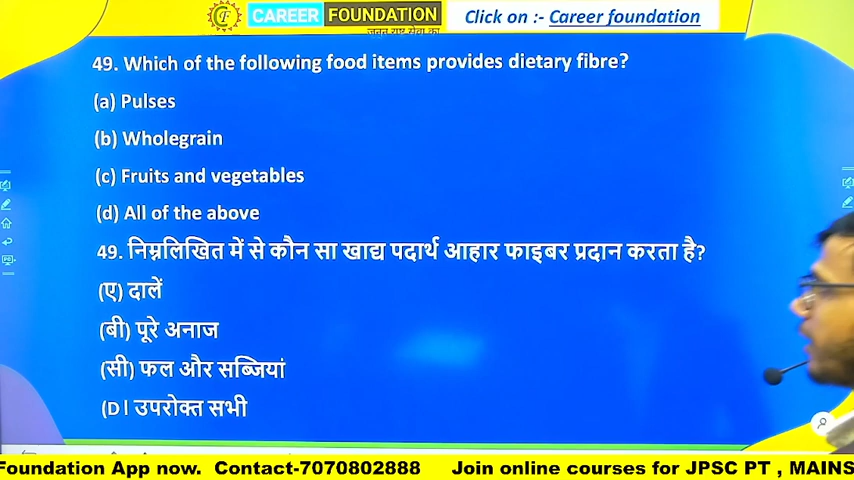 CAREER FOUNDATION
जनन राष्ट्र सेवा का
Click on :- Career foundation
49. Which of the following food items provides dietary fibre?
(a) Pulses
(b) Wholegrain
(c) Fruits and vegetables
(d) All of the above
49. निम्नलिखित में से कौन सा खाद्य पदार्थ आहार फाइबर प्रदान करता है?
(ए) दालें
(बी) पूरे अनाज
(सी) फल और सब्जियां
(D। उपरोक्त सभी
Foundation App now. Contact-7070802888 Join online courses for JPSC PT , MAINS